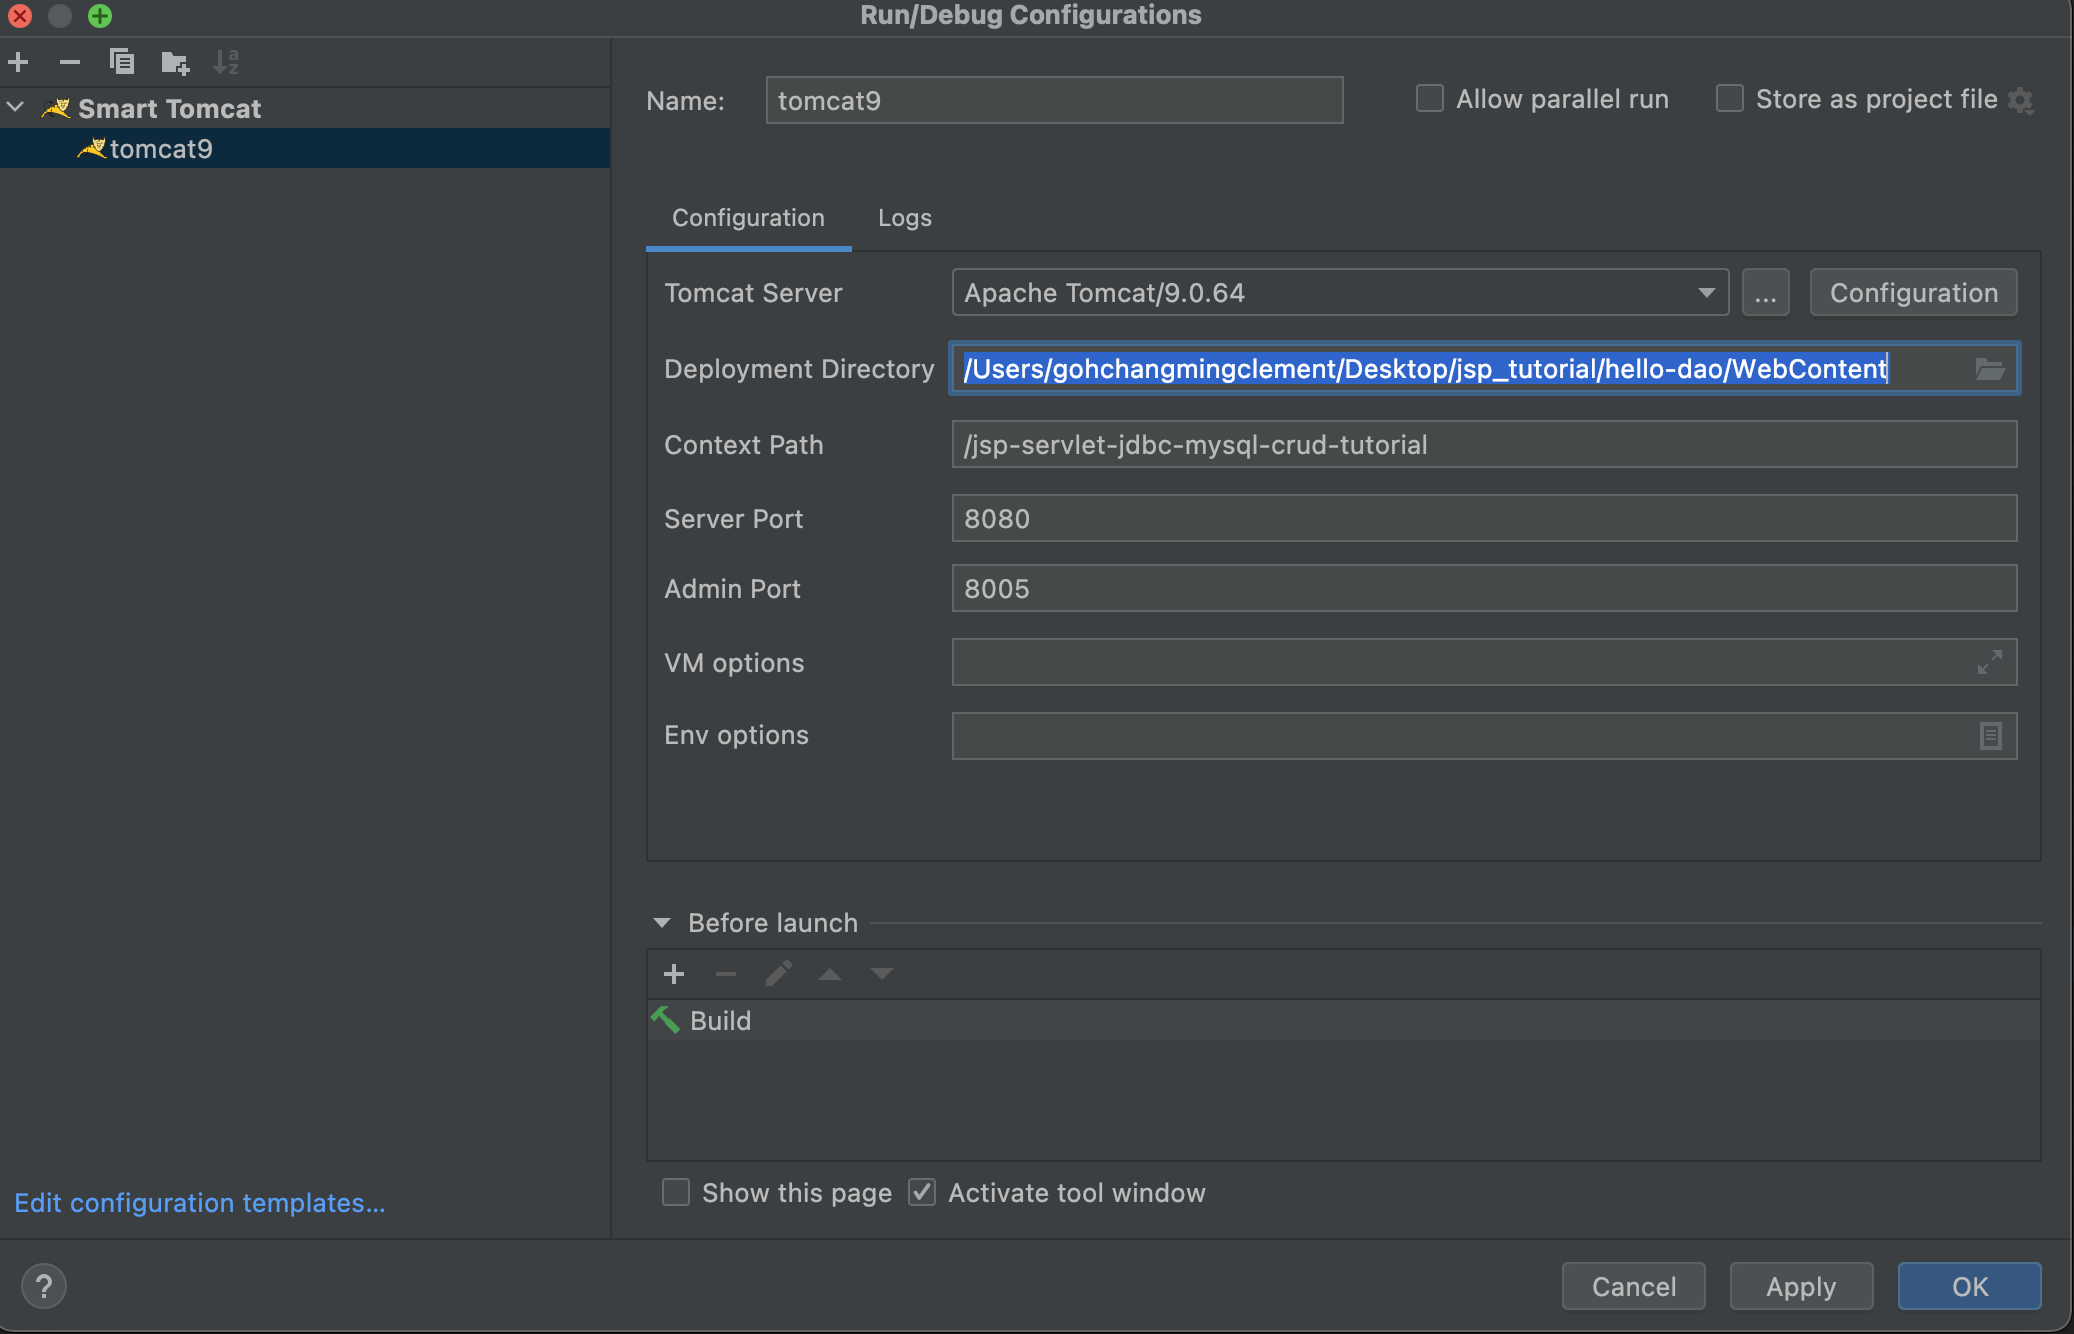 Run/Debug Configurations
Smart Tomcat
tomcat9
Name: tomcat9
Allow parallel run
Store as project file
Configuration Logs
Tomcat Server Apache Tomcat/9.0.64 ... Configuration
Deployment Directory /Users/gohchangmingclement/Desktop/jsp_tutorial/hello-dao/WebContent
Context Path /jsp-servlet-jdbc-mysql-crud-tutorial
Server Port 8080
Admin Port 8005
VM options
Env options
Before launch
Build
Show this page Activate tool window
Edit configuration templates...
? Cancel Apply OK